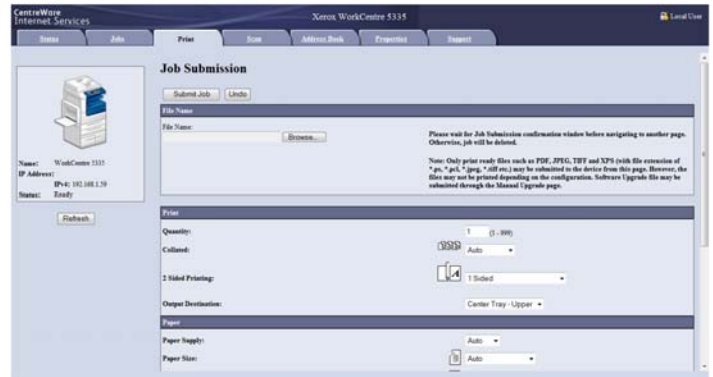 CentreWare
Internet Services
Xerox WorkCentre 5335
Local User
Status
Jobs
Print
Scan
Address Book
Properties
Support
Job Submission
Submit Job
Undo
File Name
File Name:
Browse...
Please wait for Job Submission confirmation window before navigating to another page.
Otherwise, job will be deleted.
Note: Only print ready files such as PDF, JPEG, TIFF and XPS (with file extension of
*.ps, *.pcl, *.jpeg, *.tiff etc.) may be submitted to the device from this page. However, the
files may not be printed depending on the configuration. Software Upgrade file may be
submitted through the Manual Upgrade page.
Name: WorkCentre 5335
IP Address:
IPv4: 192.168.1.59
Status: Ready
Refresh
Print
Quantity: 1 (1 - 999)
Collated: Auto
2 Sided Printing: 1 Sided
Output Destination: Center Tray - Upper
Paper
Paper Supply: Auto
Paper Size: Auto